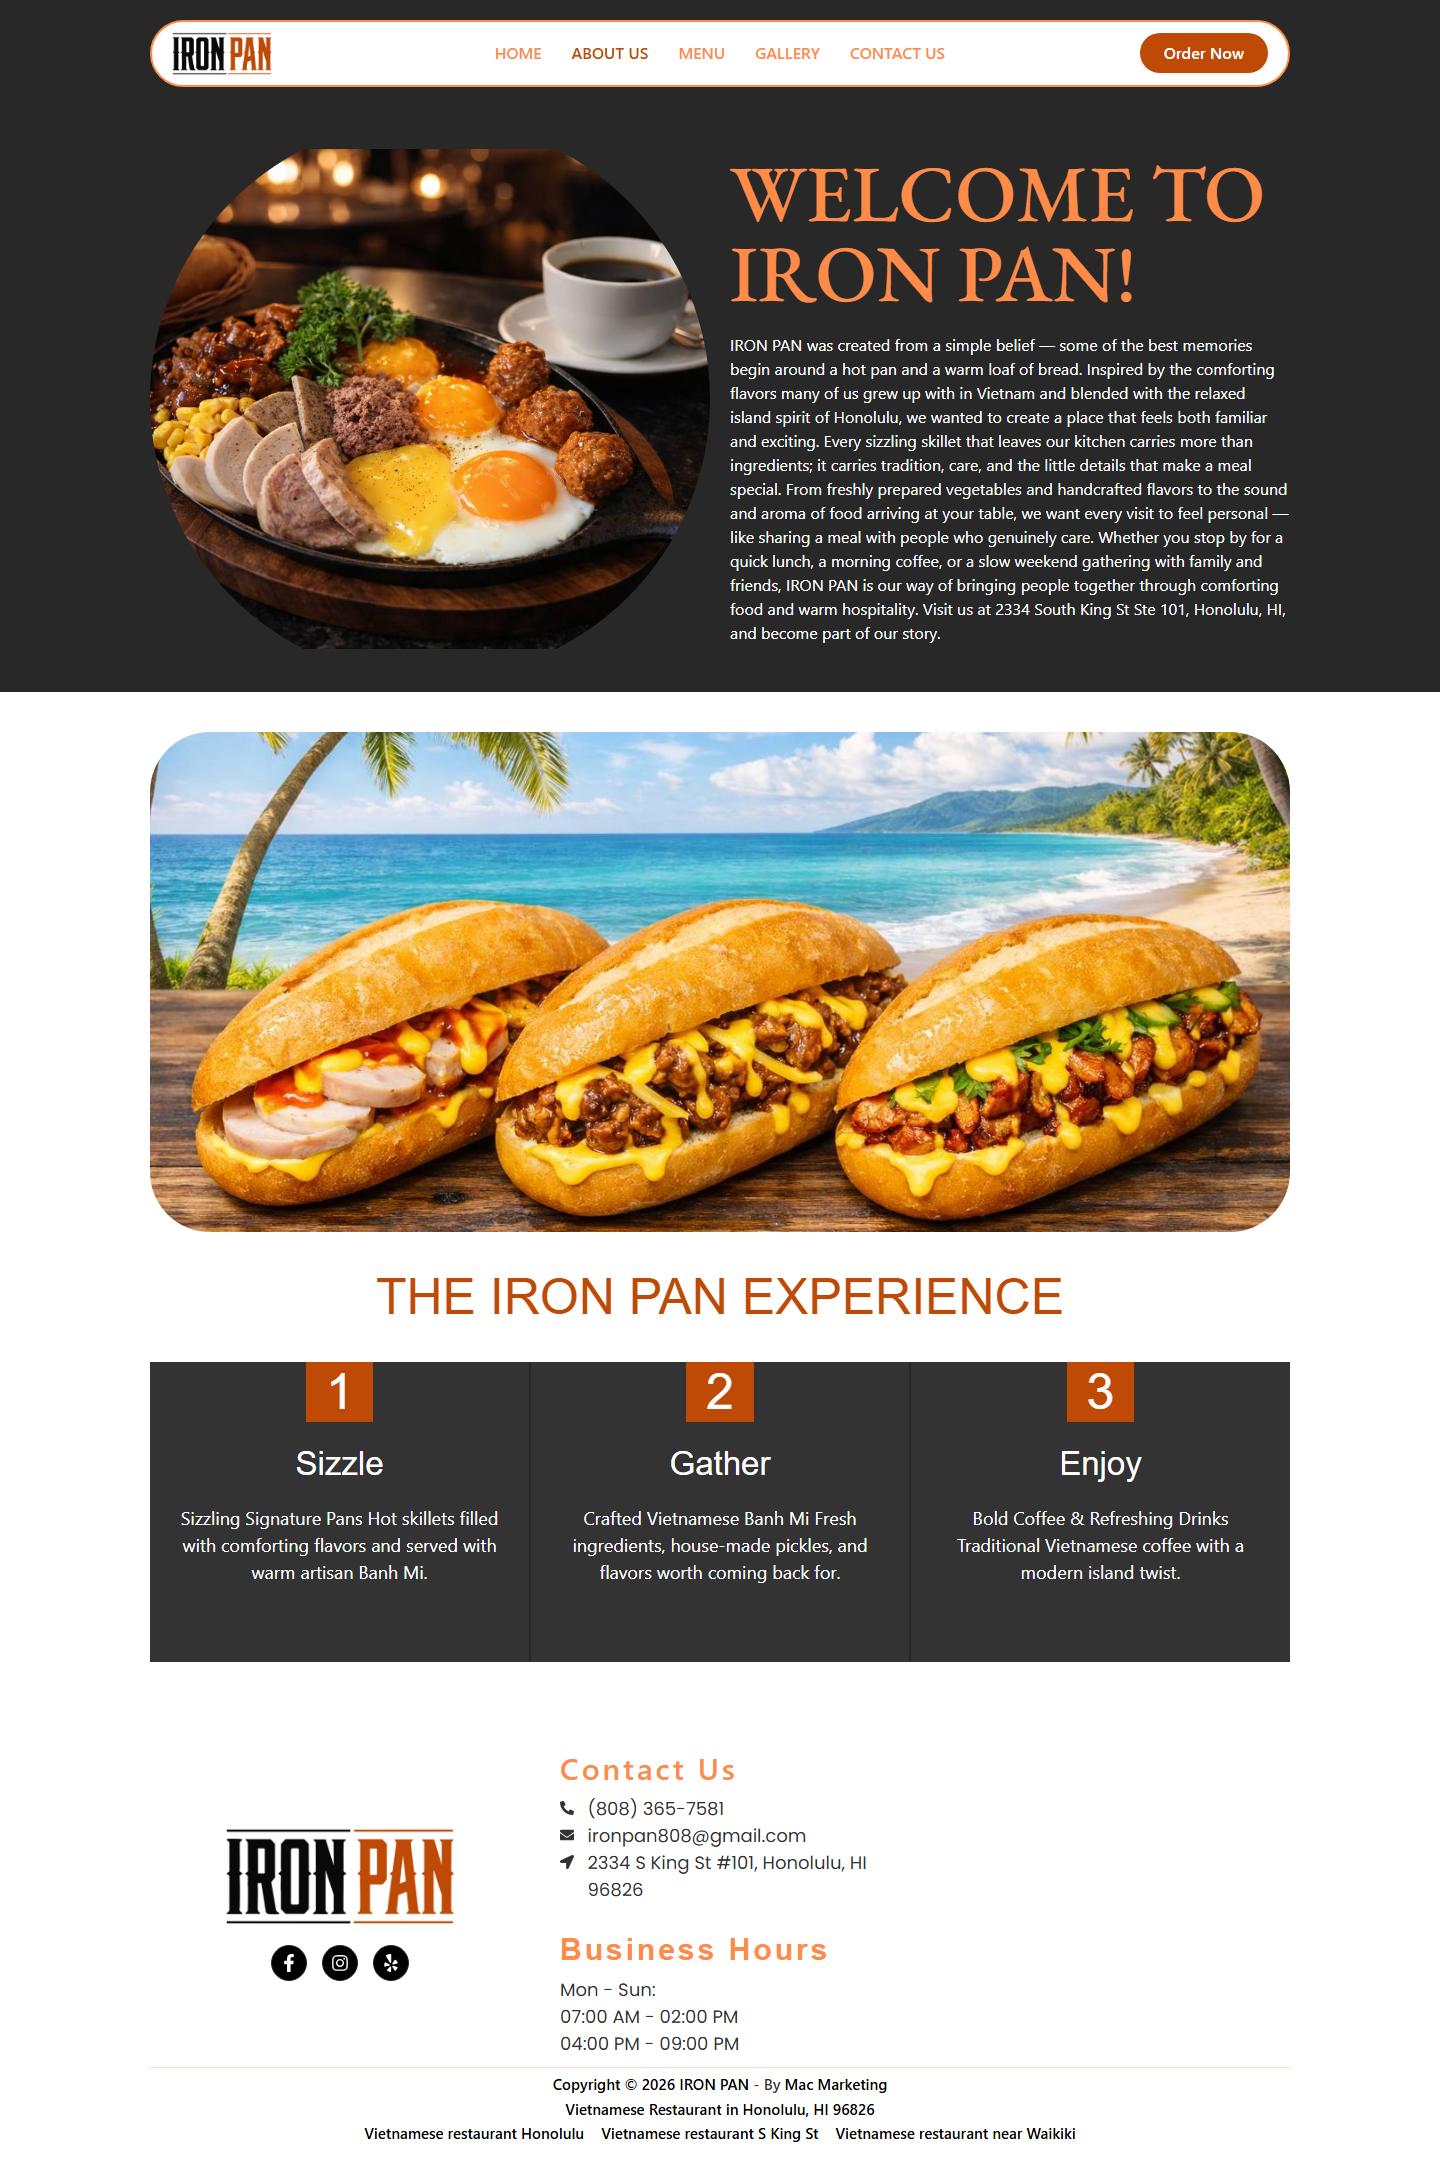 IRON PAN
HOME ABOUT US MENU GALLERY CONTACT US
Order Now
WELCOME TO
IRON PAN!
IRON PAN was created from a simple belief — some of the best memories
begin around a hot pan and a warm loaf of bread. Inspired by the comforting
flavors many of us grew up with in Vietnam and blended with the relaxed
island spirit of Honolulu, we wanted to create a place that feels both familiar
and exciting. Every sizzling skillet that leaves our kitchen carries more than
ingredients; it carries tradition, care, and the little details that make a meal
special. From freshly prepared vegetables and handcrafted flavors to the sound
and aroma of food arriving at your table, we want every visit to feel personal —
like sharing a meal with people who genuinely care. Whether you stop by for a
quick lunch, a morning coffee, or a slow weekend gathering with family and
friends, IRON PAN is our way of bringing people together through comforting
food and warm hospitality. Visit us at 2334 South King St Ste 101, Honolulu, HI,
and become part of our story.
THE IRON PAN EXPERIENCE
1
Sizzle
Sizzling Signature Pans Hot skillets filled
with comforting flavors and served with
warm artisan Banh Mi.
2
Gather
Crafted Vietnamese Banh Mi Fresh
ingredients, house-made pickles, and
flavors worth coming back for.
3
Enjoy
Bold Coffee & Refreshing Drinks
Traditional Vietnamese coffee with a
modern island twist.
IRON PAN
Contact Us
(808) 365-7581
ironpan808@gmail.com
2334 S King St #101, Honolulu, HI
96826
Business Hours
Mon - Sun:
07:00 AM - 02:00 PM
04:00 PM - 09:00 PM
Copyright © 2026 IRON PAN - By Mac Marketing
Vietnamese Restaurant in Honolulu, HI 96826
Vietnamese restaurant Honolulu Vietnamese restaurant S King St Vietnamese restaurant near Waikiki